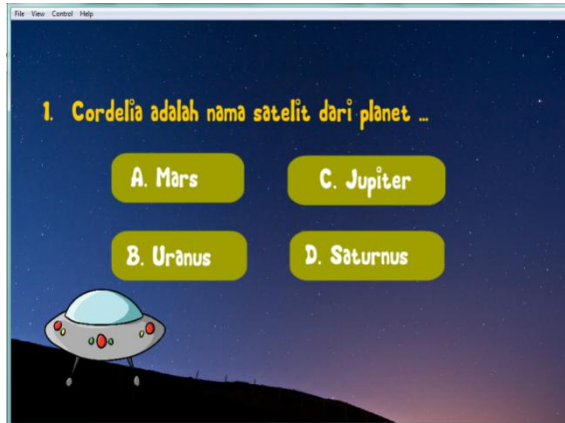 File View Control Help
1. Cordelia adalah nama satelit dari planet ...
A. Mars
C. Jupiter
B. Uranus
D. Saturnus